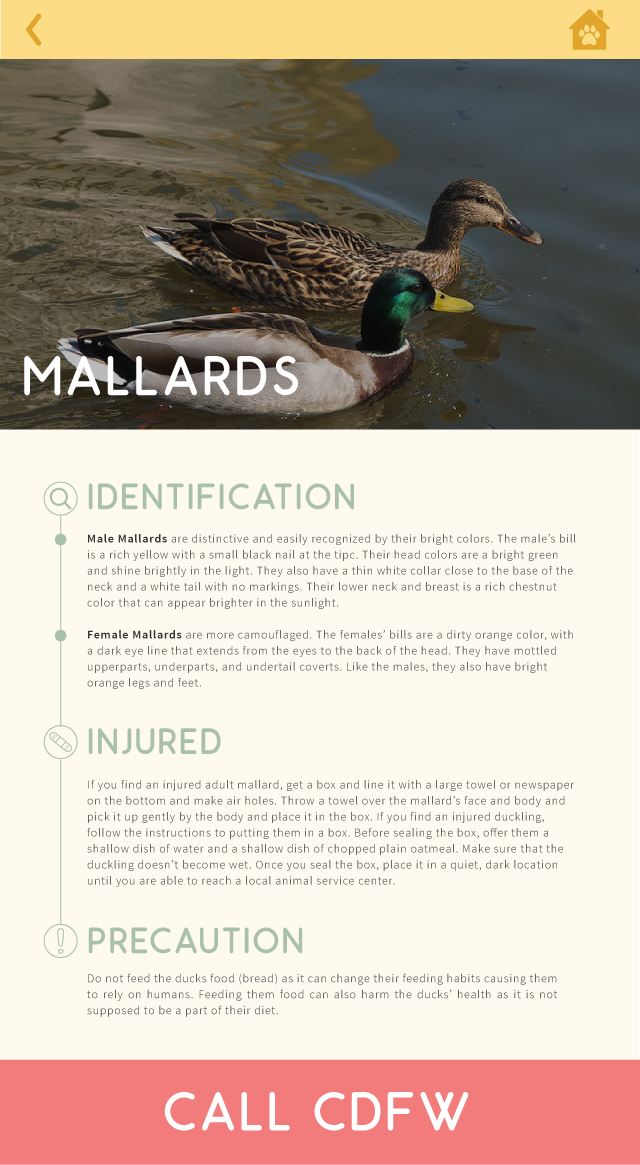 MALLARDS
IDENTIFICATION
Male Mallards are distinctive and easily recognized by their bright colors. The male's bill
is a rich yellow with a small black nail at the tipc. Their head colors are a bright green
and shine brightly in the light. They also have a thin white collar close to the base of the
neck and a white tail with no markings. Their lower neck and breast is a rich chestnut
color that can appear brighter in the sunlight.
Female Mallards are more camouflaged. The females' bills are a dirty orange color, with
a dark eye line that extends from the eyes to the back of the head. They have mottled
upperparts, underparts, and undertail coverts. Like the males, they also have bright
orange legs and feet.
INJURED
If you find an injured adult mallard, get a box and line it with a large towel or newspaper
on the bottom and make air holes. Throw a towel over the mallard's face and body and
pick it up gently by the body and place it in the box. If you find an injured duckling,
follow the instructions to putting them in a box. Before sealing the box, offer them a
shallow dish of water and a shallow dish of chopped plain oatmeal. Make sure that the
duckling doesn't become wet. Once you seal the box, place it in a quiet, dark location
until you are able to reach a local animal service center.
PRECAUTION
Do not feed the ducks food (bread) as it can change their feeding habits causing them
to rely on humans. Feeding them food can also harm the ducks' health as it is not
supposed to be a part of their diet.
CALL CDFW